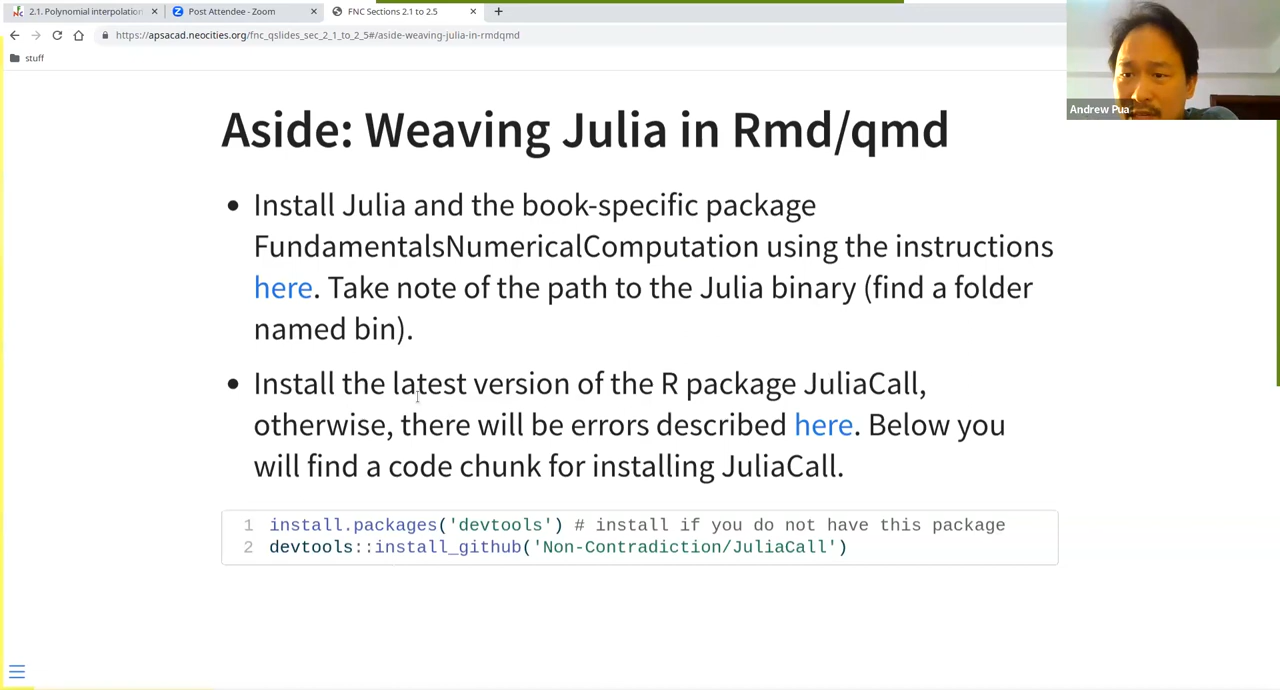 2.1. Polynomial interpolation
Post Attendee - Zoom
FNC Sections 2.1 to 2.5
https://apsacad.neocities.org/fnc_qslides_sec_2_1_to_2_5#/aside-weaving-julia-in-rmdqmd
stuff
Andrew Pua
Aside: Weaving Julia in Rmd/qmd
• Install Julia and the book-specific package
FundamentalsNumericalComputation using the instructions
here. Take note of the path to the Julia binary (find a folder
named bin).
• Install the latest version of the R package JuliaCall,
otherwise, there will be errors described here. Below you
will find a code chunk for installing JuliaCall.
1 install.packages('devtools') # install if you do not have this package
2 devtools::install_github('Non-Contradiction/JuliaCall')